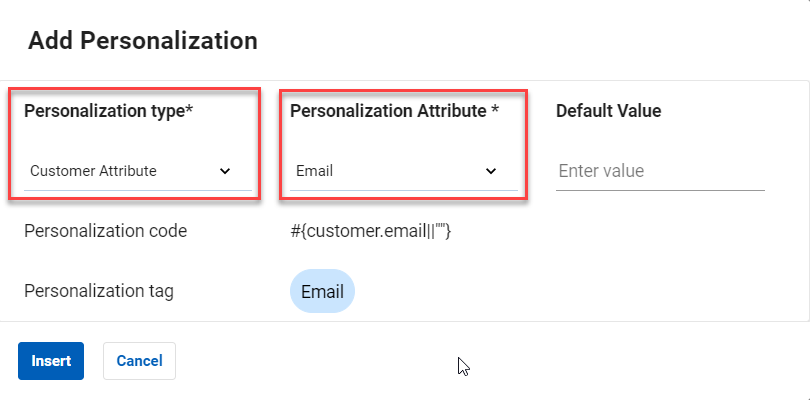 Add Personalization
Personalization type* Personalization Attribute * Default Value
Customer Attribute Email Enter value
Personalization code #{customer.email||""}
Personalization tag Email
Insert Cancel